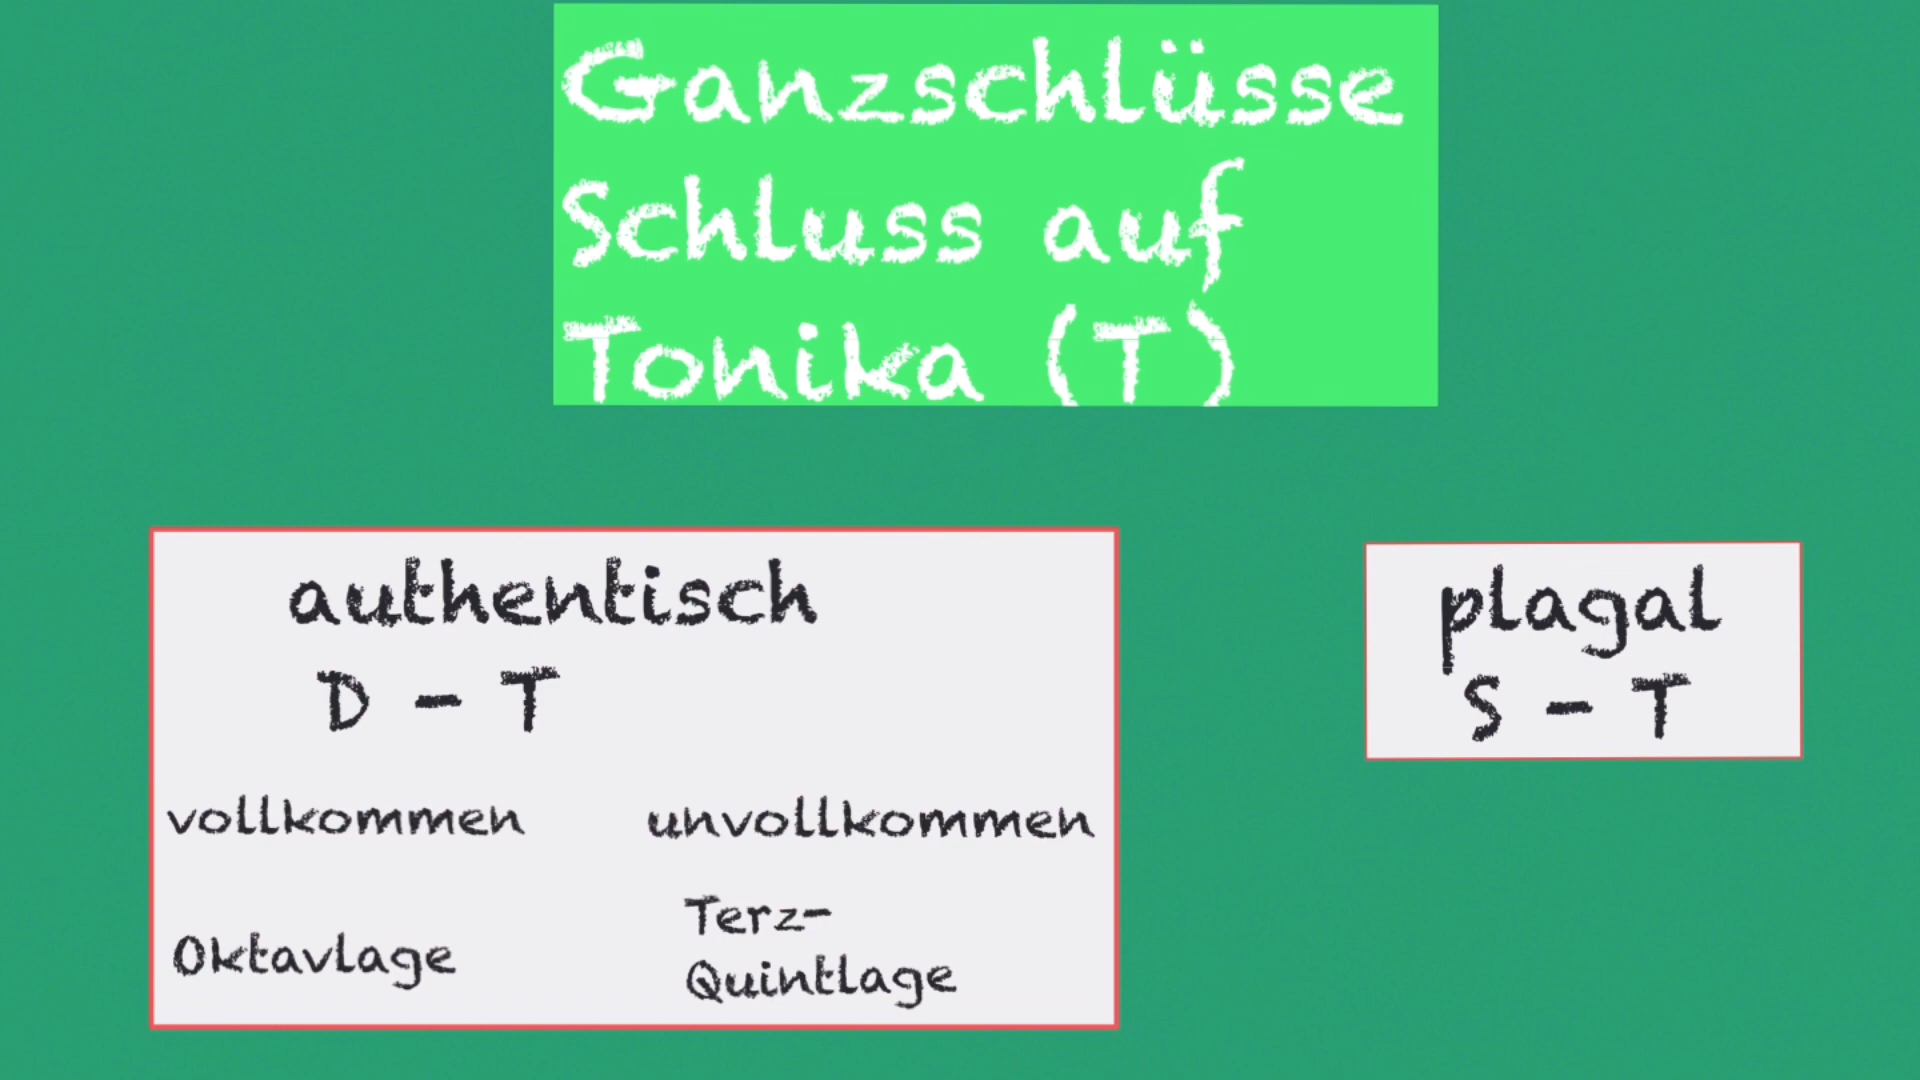 Ganzschlüsse
Schluss auf
Tonika (T)
authentisch
D - T
vollkommen
unvollkommen
Oktavlage
Terz-
Quintlage
plagal
S - T